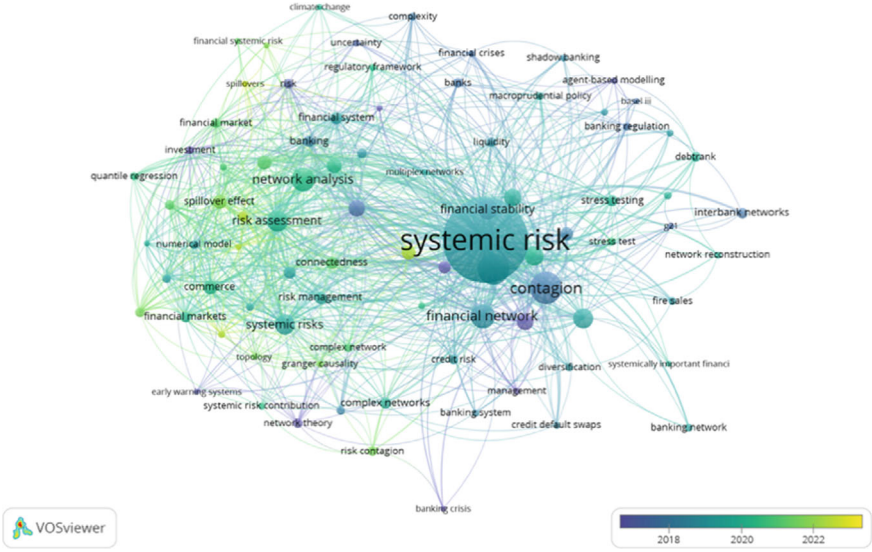 climate change
complexity
financial systemic risk
uncertainty
financial crises
shadow banking
regulatory framework
spillovers
risk
banks
agent-based modelling
macroprudential policy
basel iii
financial market
financial system
banking regulation
banking
liquidity
investment
debtrank
quantile regression
network analysis
multiplex networks
spillover effect
financial stability
stress testing
interbank networks
risk assessment
g21
systemic risk
numerical model
stress test
network reconstruction
connectedness
commerce
contagion
risk management
fire sales
financial markets
systemic risks
financial network
complex network
topology
granger causality
credit risk
diversification
systemically important financi
early warning systems
management
systemic risk contribution
complex networks
banking system
network theory
credit default swaps
banking network
risk contagion
banking crisis
VOSviewer
2018 2020 2022